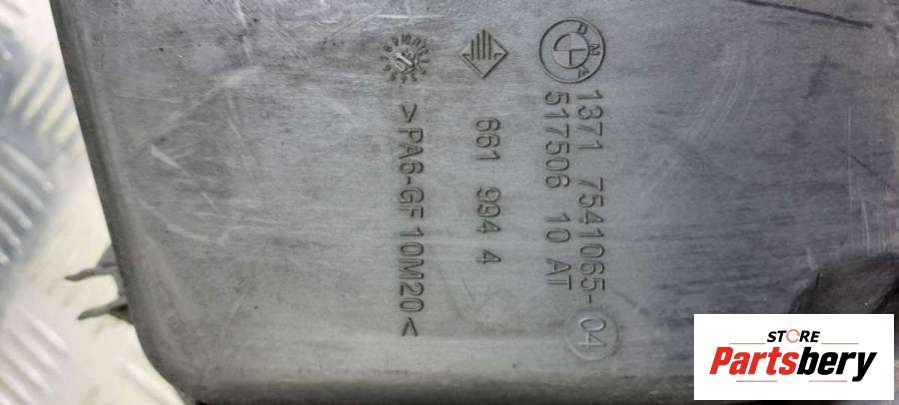 BMW
1371 7541065-04
517506 10 AT
661 994 4
>PA6-GF10M20<
STORE
Partsbery